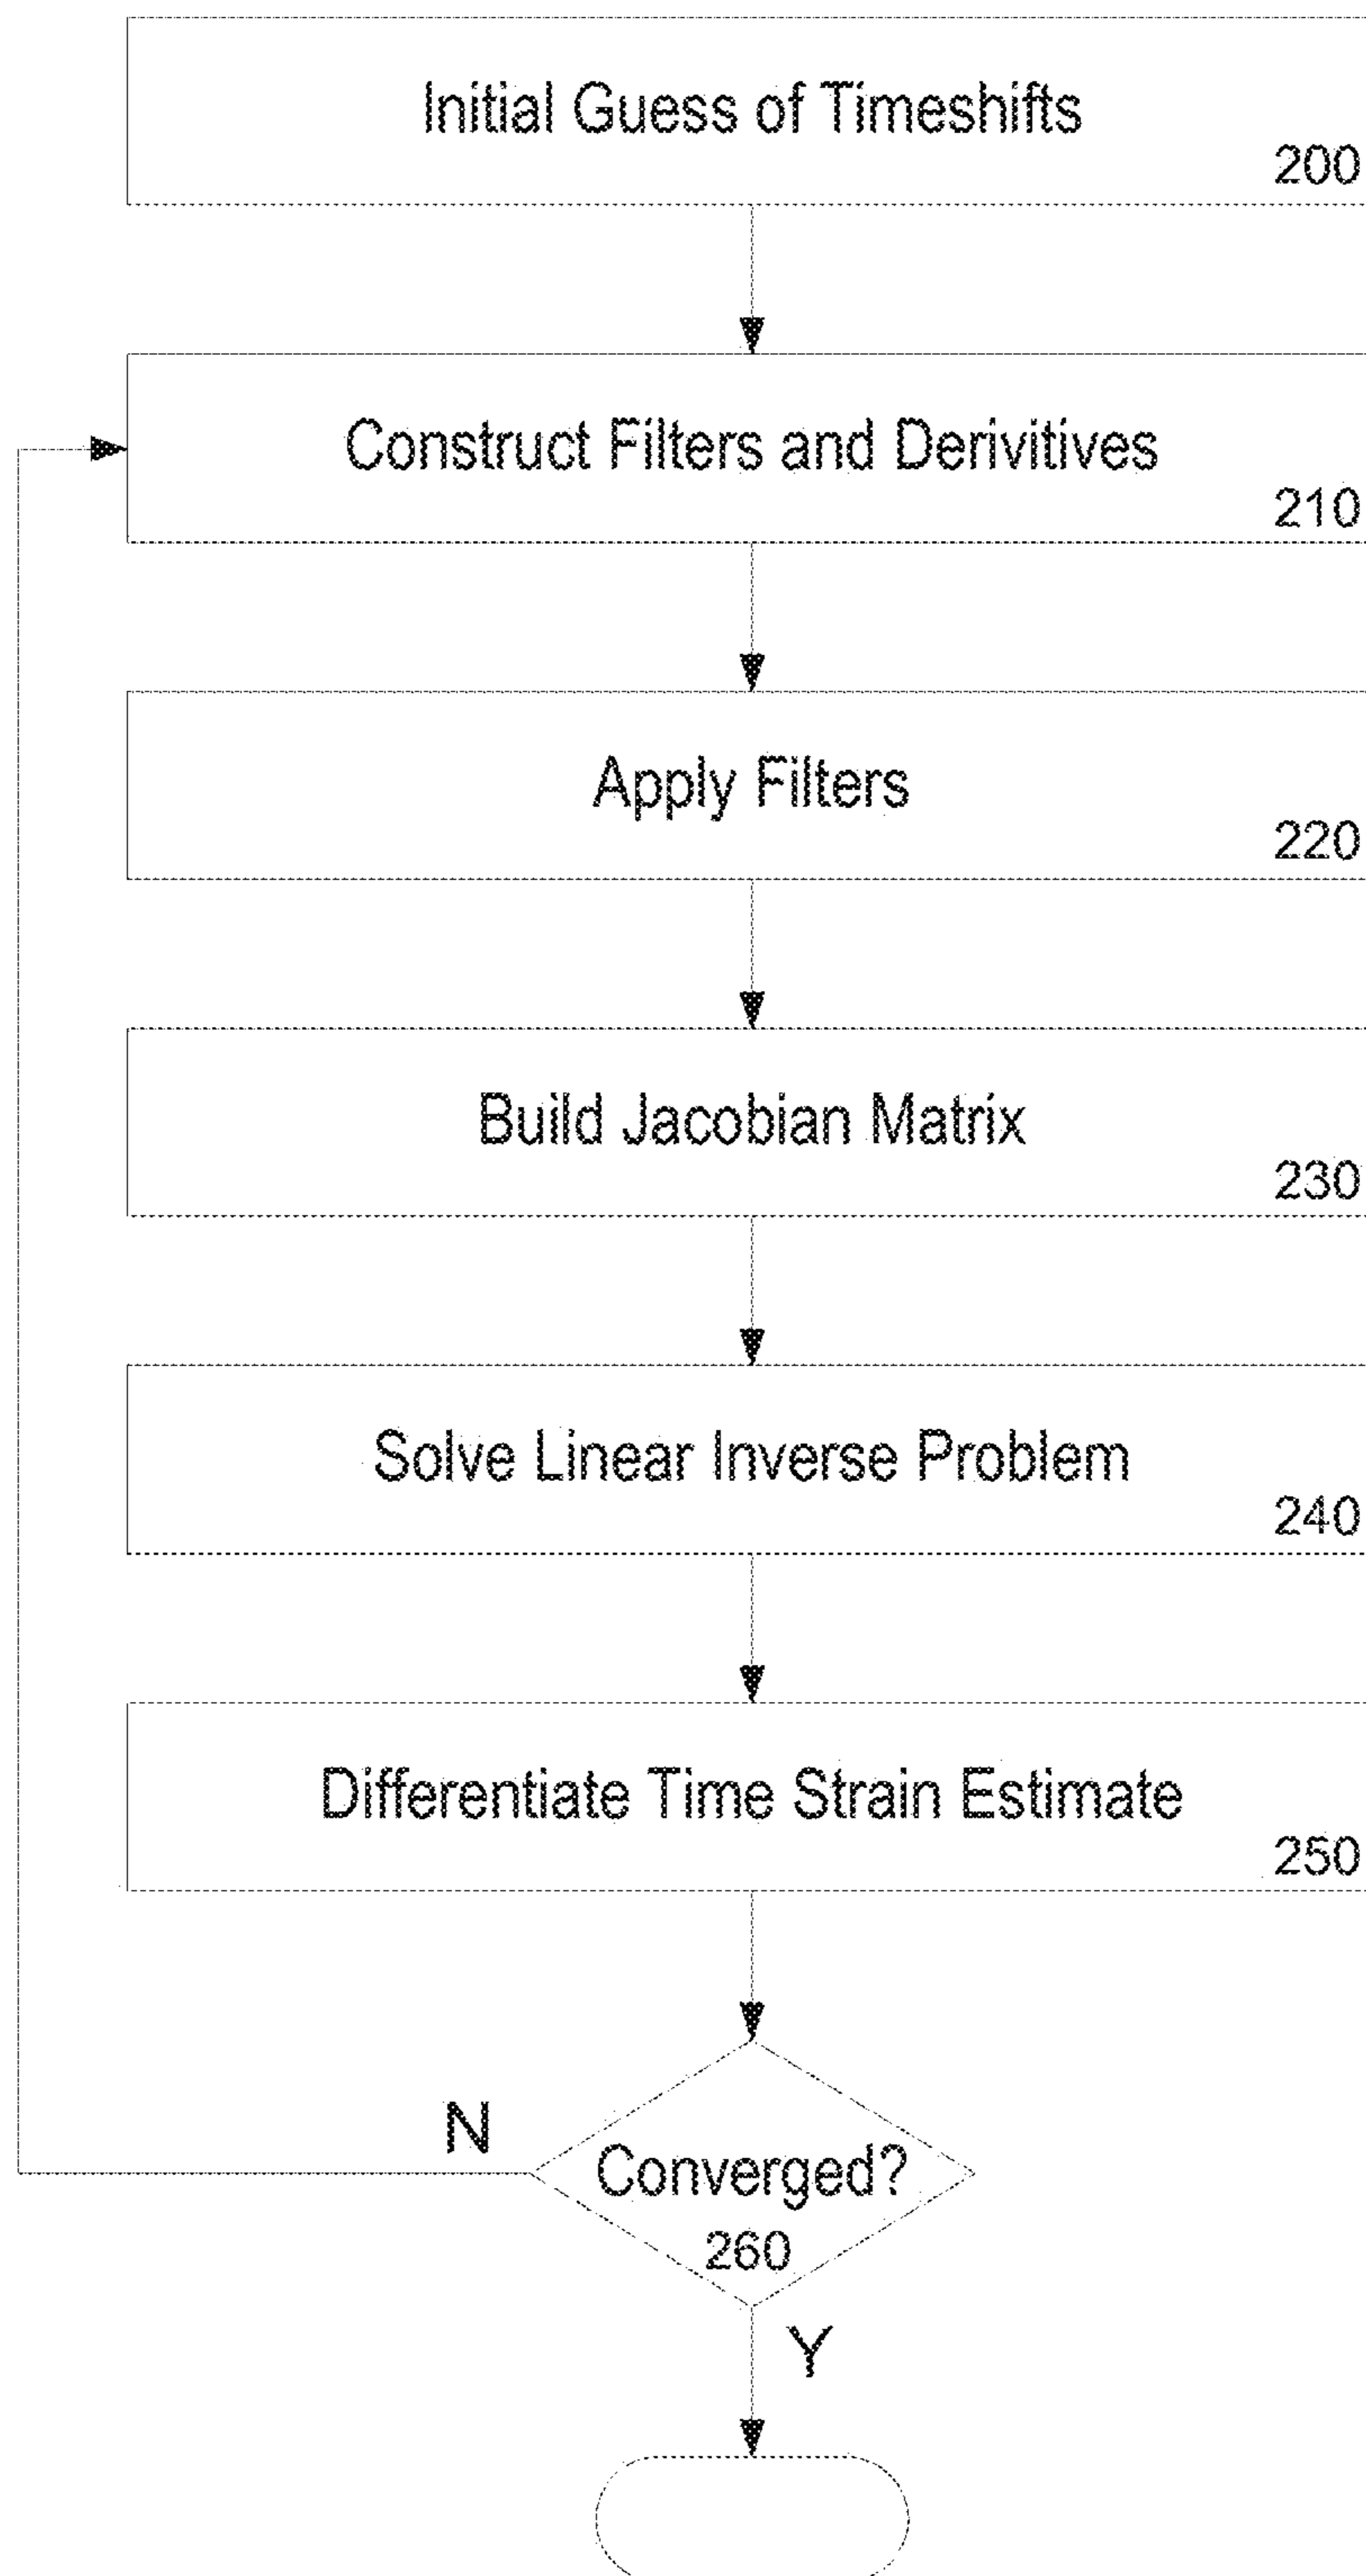 Initial Guess of Timeshifts
200
Construct Filters and Derivitives
210
Apply Filters
220
Build Jacobian Matrix
230
Solve Linear Inverse Problem
240
Differentiate Time Strain Estimate
250
N
Converged?
260
Y